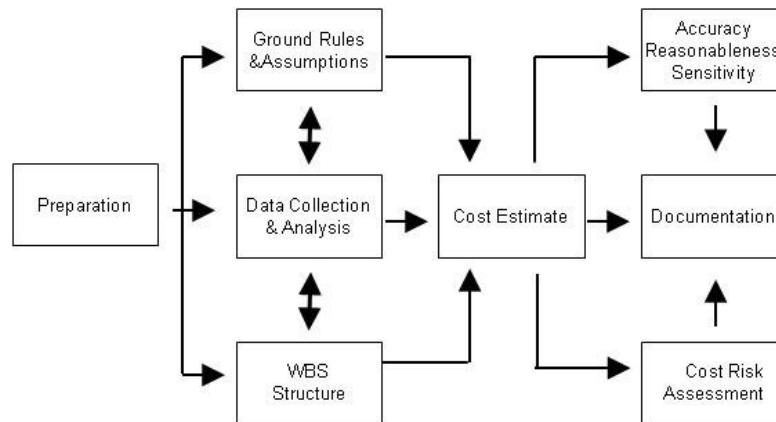 Ground Rules
&Assumptions
Accuracy
Reasonableness
Sensitivity
Preparation
Data Collection
& Analysis
Cost Estimate
Documentation
WBS
Structure
Cost Risk
Assessment